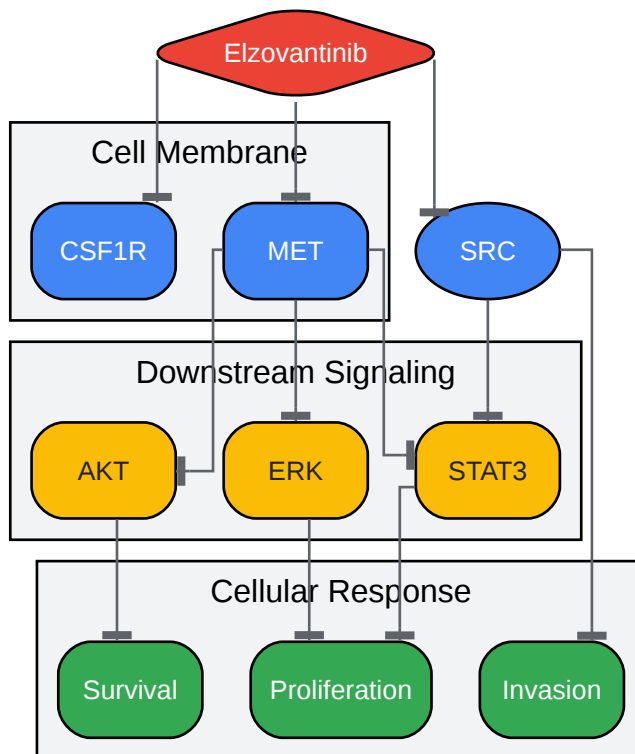 Elzovantinib
Cell Membrane
CSF1R
MET
SRC
Downstream Signaling
AKT
ERK
STAT3
Cellular Response
Survival
Proliferation
Invasion